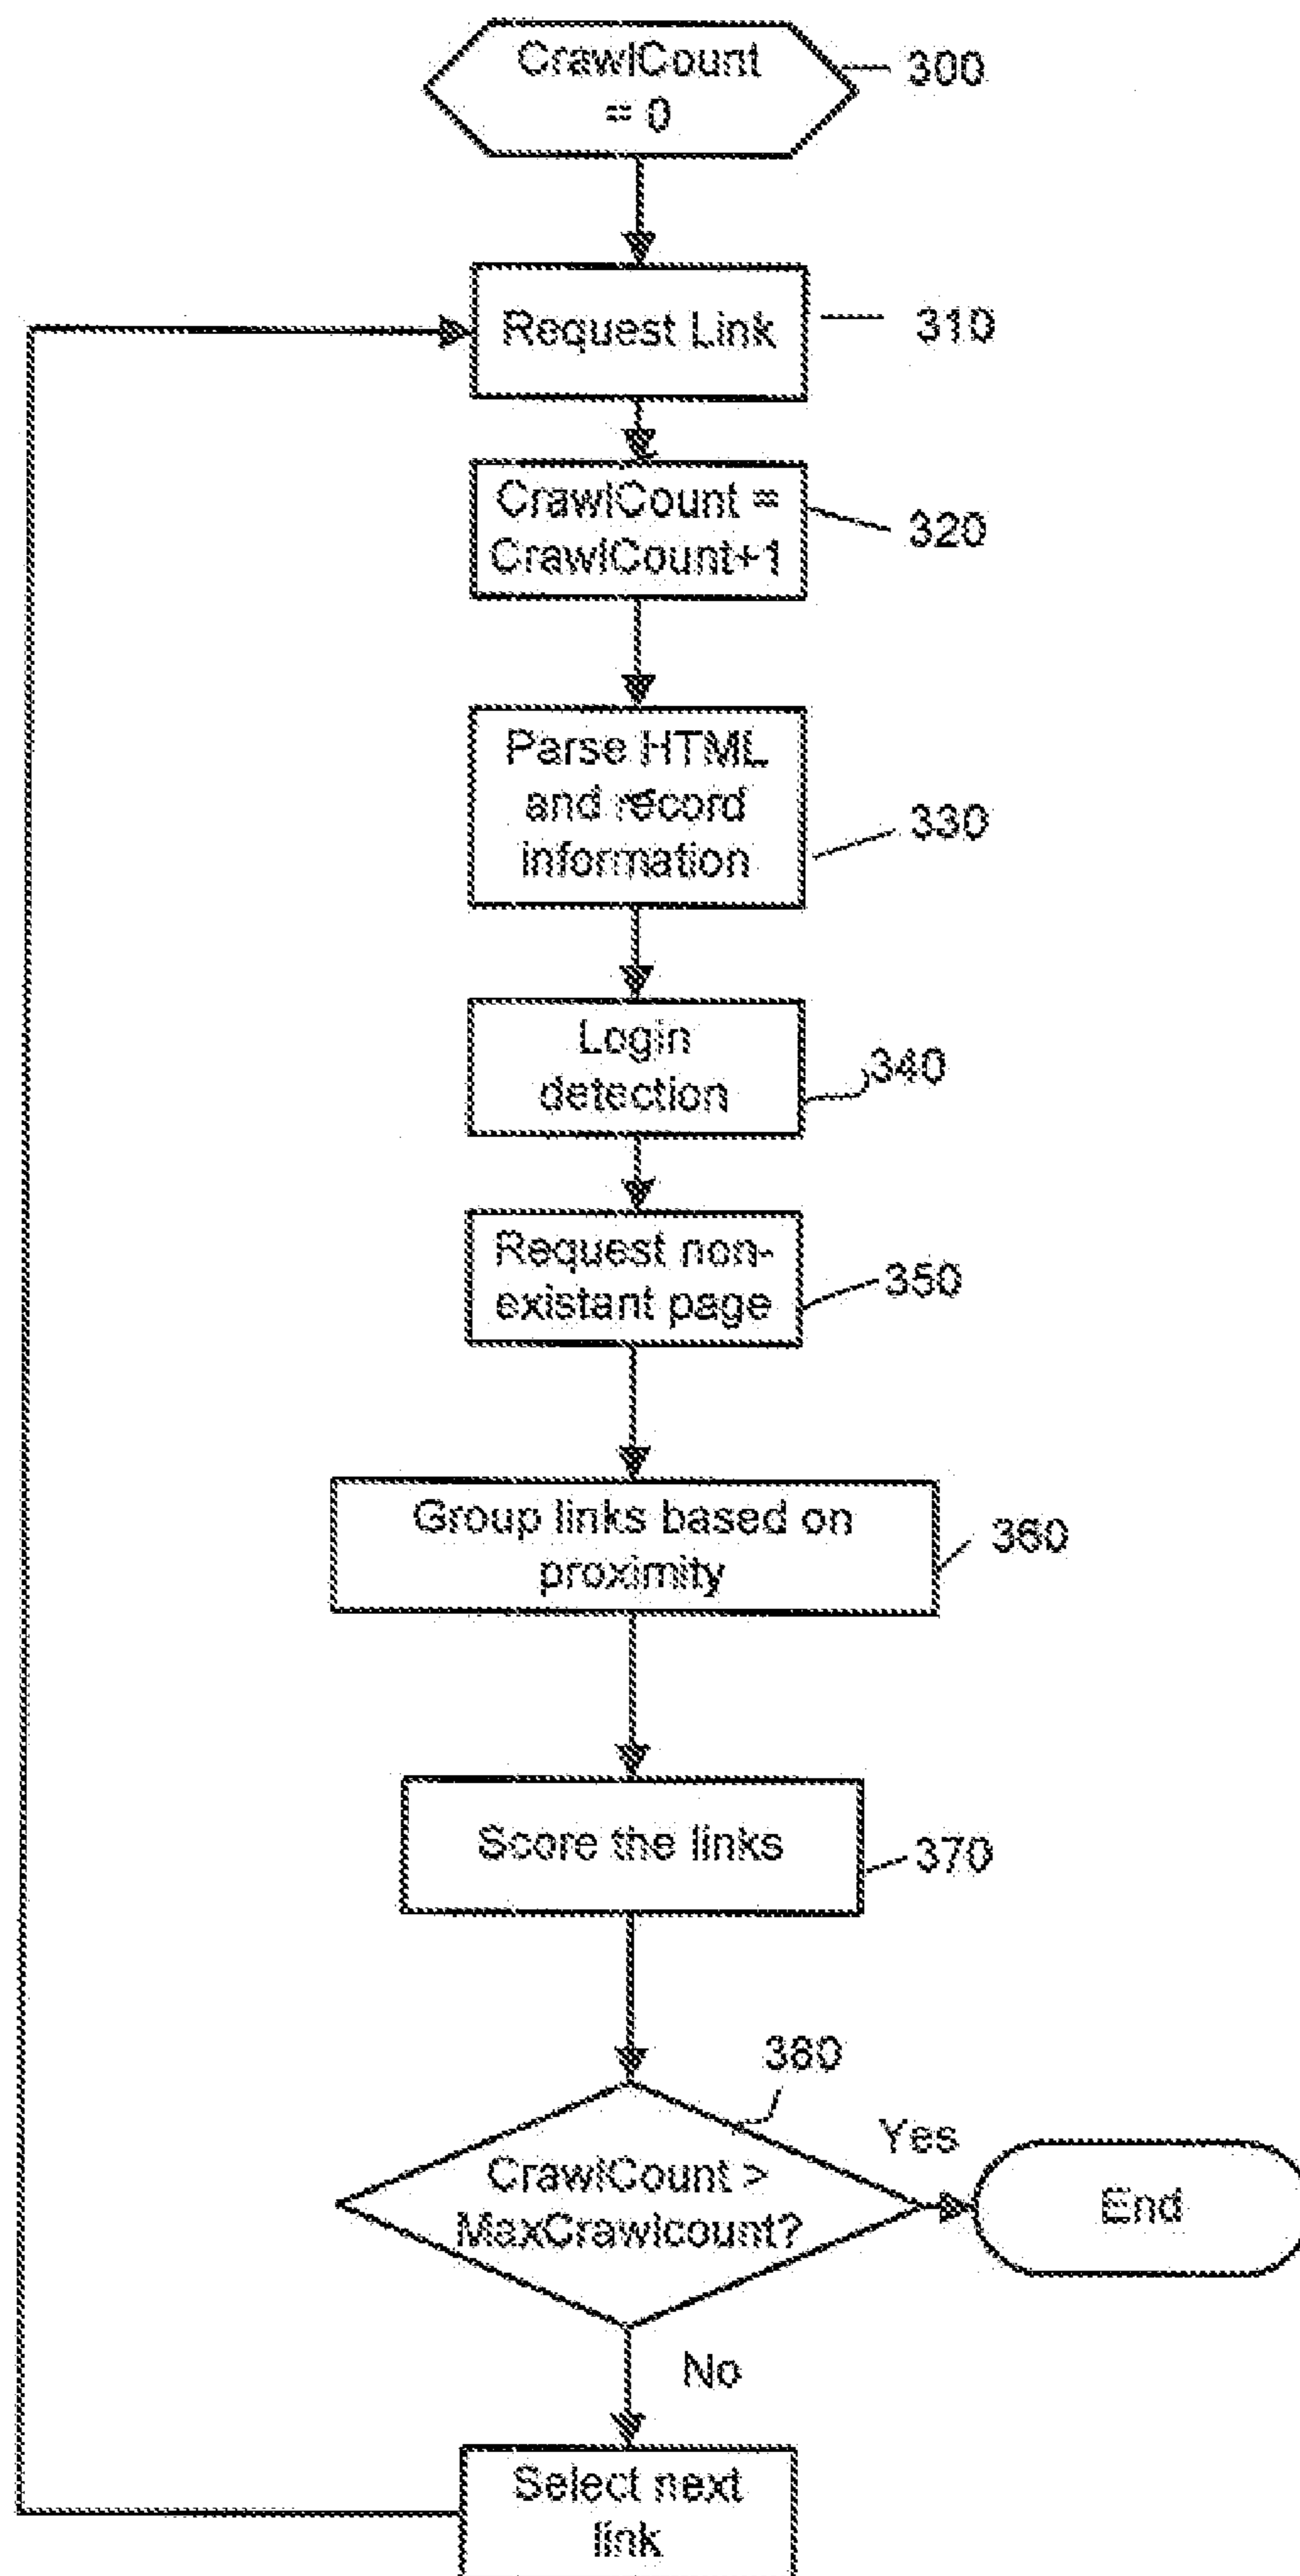 CrawlCount
= 0
300
Request Link
310
CrawlCount =
CrawlCount+1
320
Parse HTML
and record
information
330
Login
detection
340
Request non-
existant page
350
Group links based on
proximity
360
Score the links
370
380
CrawlCount >
MaxCrawlcount?
Yes
End
No
Select next
link